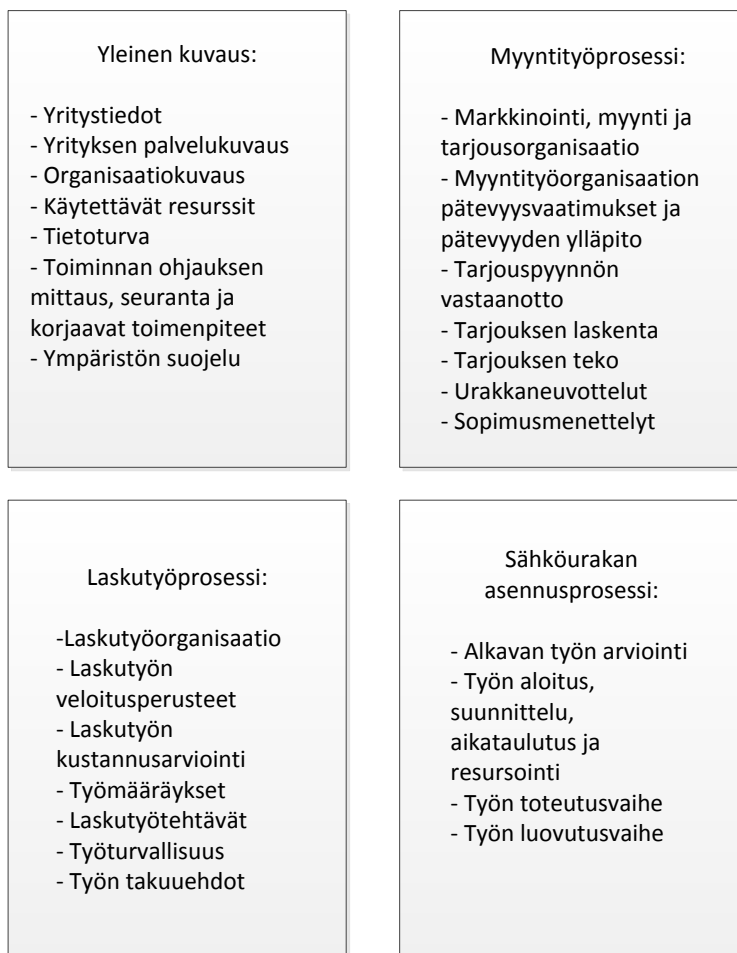 Yleinen kuvaus:
- Yritystiedot
- Yrityksen palvelukuvaus
- Organisaatiokuvaus
- Käytettävät resurssit
- Tietoturva
- Toiminnan ohjauksen
mittaus, seuranta ja
korjaavat toimenpiteet
- Ympäristön suojelu
Myyntityöprosessi:
- Markkinointi, myynti ja
tarjousorganisaatio
- Myyntityöorganisaation
pätevyysvaatimukset ja
pätevyyden ylläpito
- Tarjouspyynnön
vastaanotto
- Tarjouksen laskenta
- Tarjouksen teko
- Urakkaneuvottelut
- Sopimusmenettelyt
Laskutyöprosessi:
-Laskutyöorganisaatio
- Laskutyön
veloitusperusteet
- Laskutyön
kustannusarviointi
- Työmääräykset
- Laskutyötehtävät
- Työturvallisuus
- Työn takuuehdot
Sähköurakan
asennusprosessi:
- Alkavan työn arviointi
- Työn aloitus,
suunnittelu,
aikataulutus ja
resursointi
- Työn toteutusvaihe
- Työn luovutusvaihe